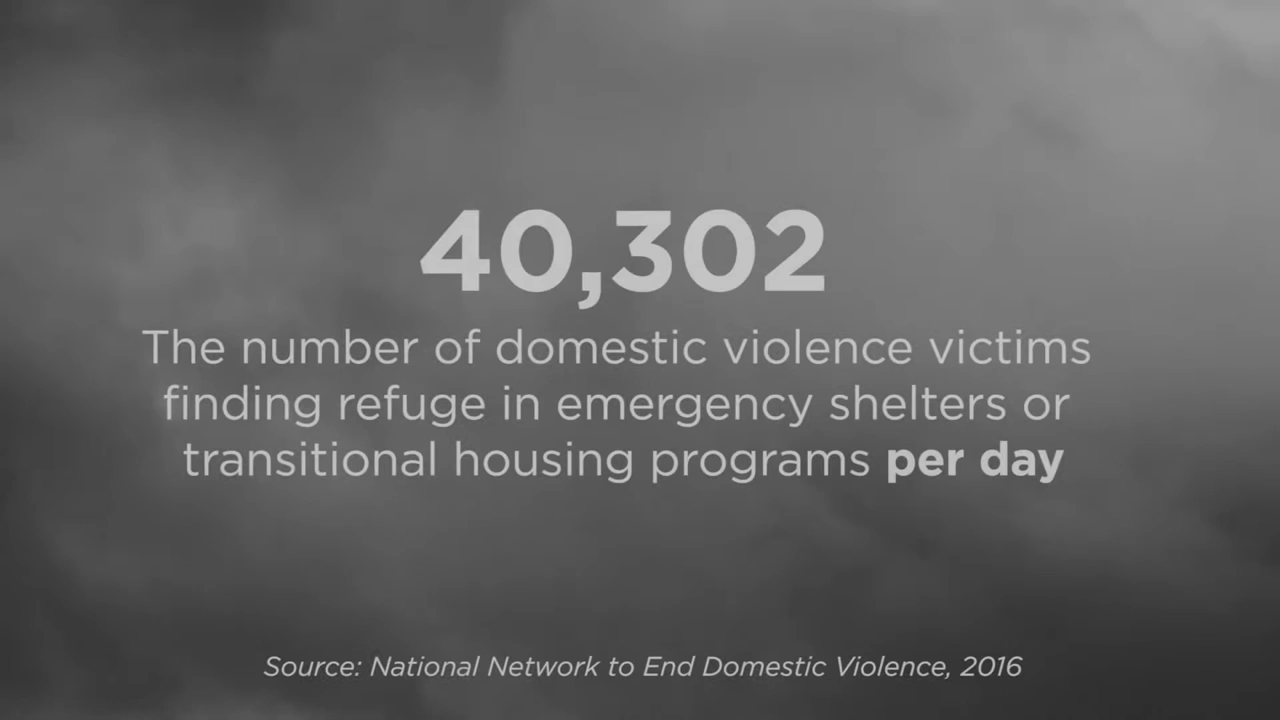 40,302
The number of domestic violence victims
finding refuge in emergency shelters or
transitional housing programs per day
Source: National Network to End Domestic Violence, 2016